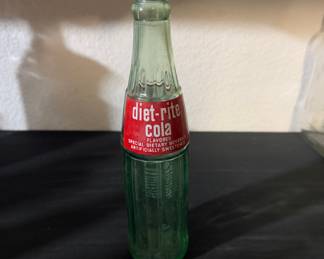 diet-rite
cola
FLAVORED
SPECIAL DIETARY BEVERAGE
ARTIFICIALLY SWEETENED